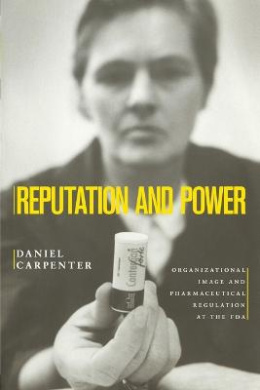 REPUTATION AND POWER
DANIEL
CARPENTER
ORGANIZATIONAL
IMAGE AND
PHARMACEUTICAL
REGULATION
AT THE FDA